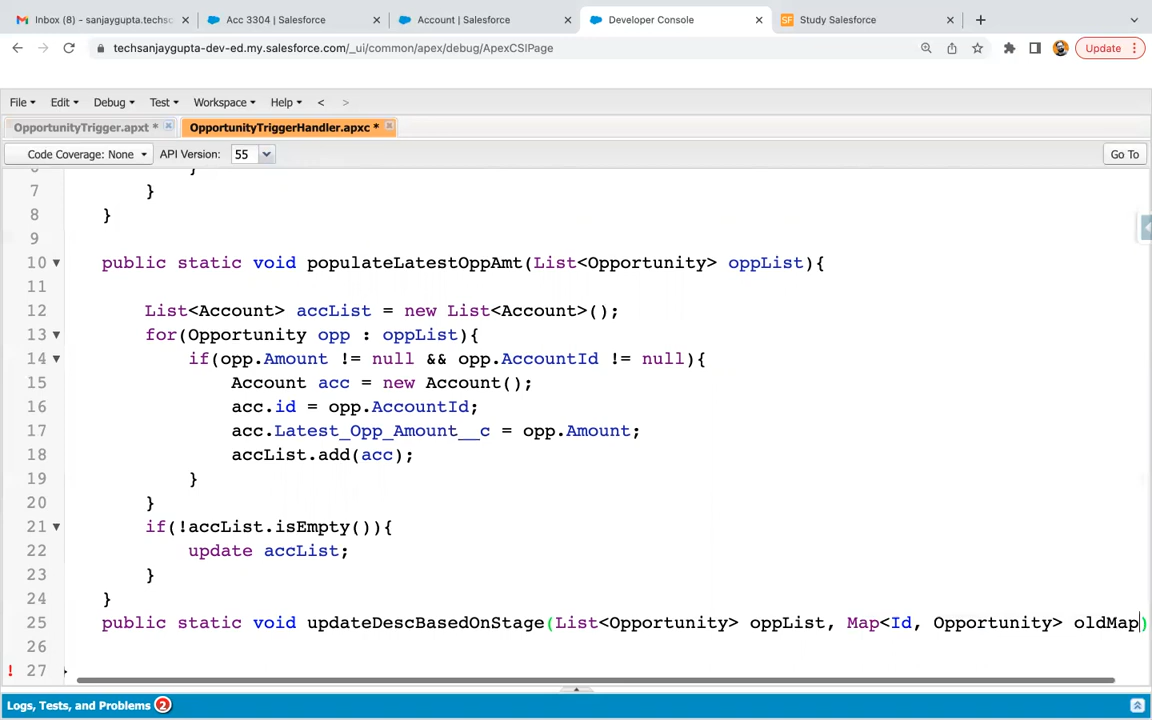 Inbox (8) - sanjaygupta.techsc
Acc 3304 | Salesforce
Account | Salesforce
Developer Console
Study Salesforce
techsanjaygupta-dev-ed.my.salesforce.com/_ui/common/apex/debug/ApexCSIPage
Update
File Edit Debug Test Workspace Help < >
OpportunityTrigger.apxt *
OpportunityTriggerHandler.apxc *
Code Coverage: None API Version: 55 Go To
7 }
8 }
9
10 public static void populateLatestOppAmt(List<Opportunity> oppList){
11
12 List<Account> accList = new List<Account>();
13 for(Opportunity opp : oppList){
14 if(opp.Amount != null && opp.AccountId != null){
15 Account acc = new Account();
16 acc.id = opp.AccountId;
17 acc.Latest_Opp_Amount__c = opp.Amount;
18 accList.add(acc);
19 }
20 }
21 if(!accList.isEmpty()){
22 update accList;
23 }
24 }
25 public static void updateDescBasedOnStage(List<Opportunity> oppList, Map<Id, Opportunity> oldMap)
26
! 27
Logs, Tests, and Problems 2